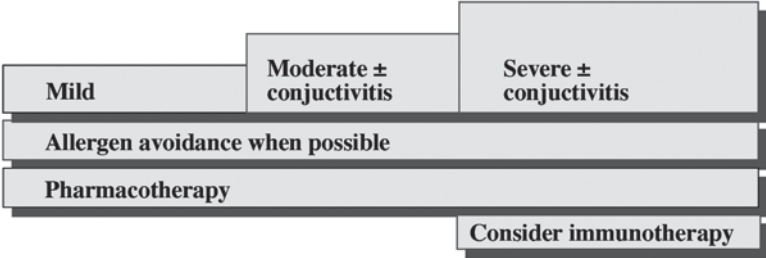 Mild
Moderate ±
conjuctivitis
Severe ±
conjuctivitis
Allergen avoidance when possible
Pharmacotherapy
Consider immunotherapy